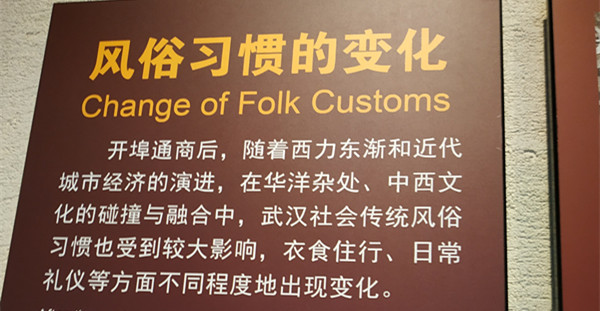 风俗习惯的变化
Change of Folk Customs
开埠通商后，随着西力东渐和近代
城市经济的演进，在华洋杂处、中西文
化的碰撞与融合中，武汉社会传统风俗
习惯也受到较大影响，衣食住行、日常
礼仪等方面不同程度地出现变化。